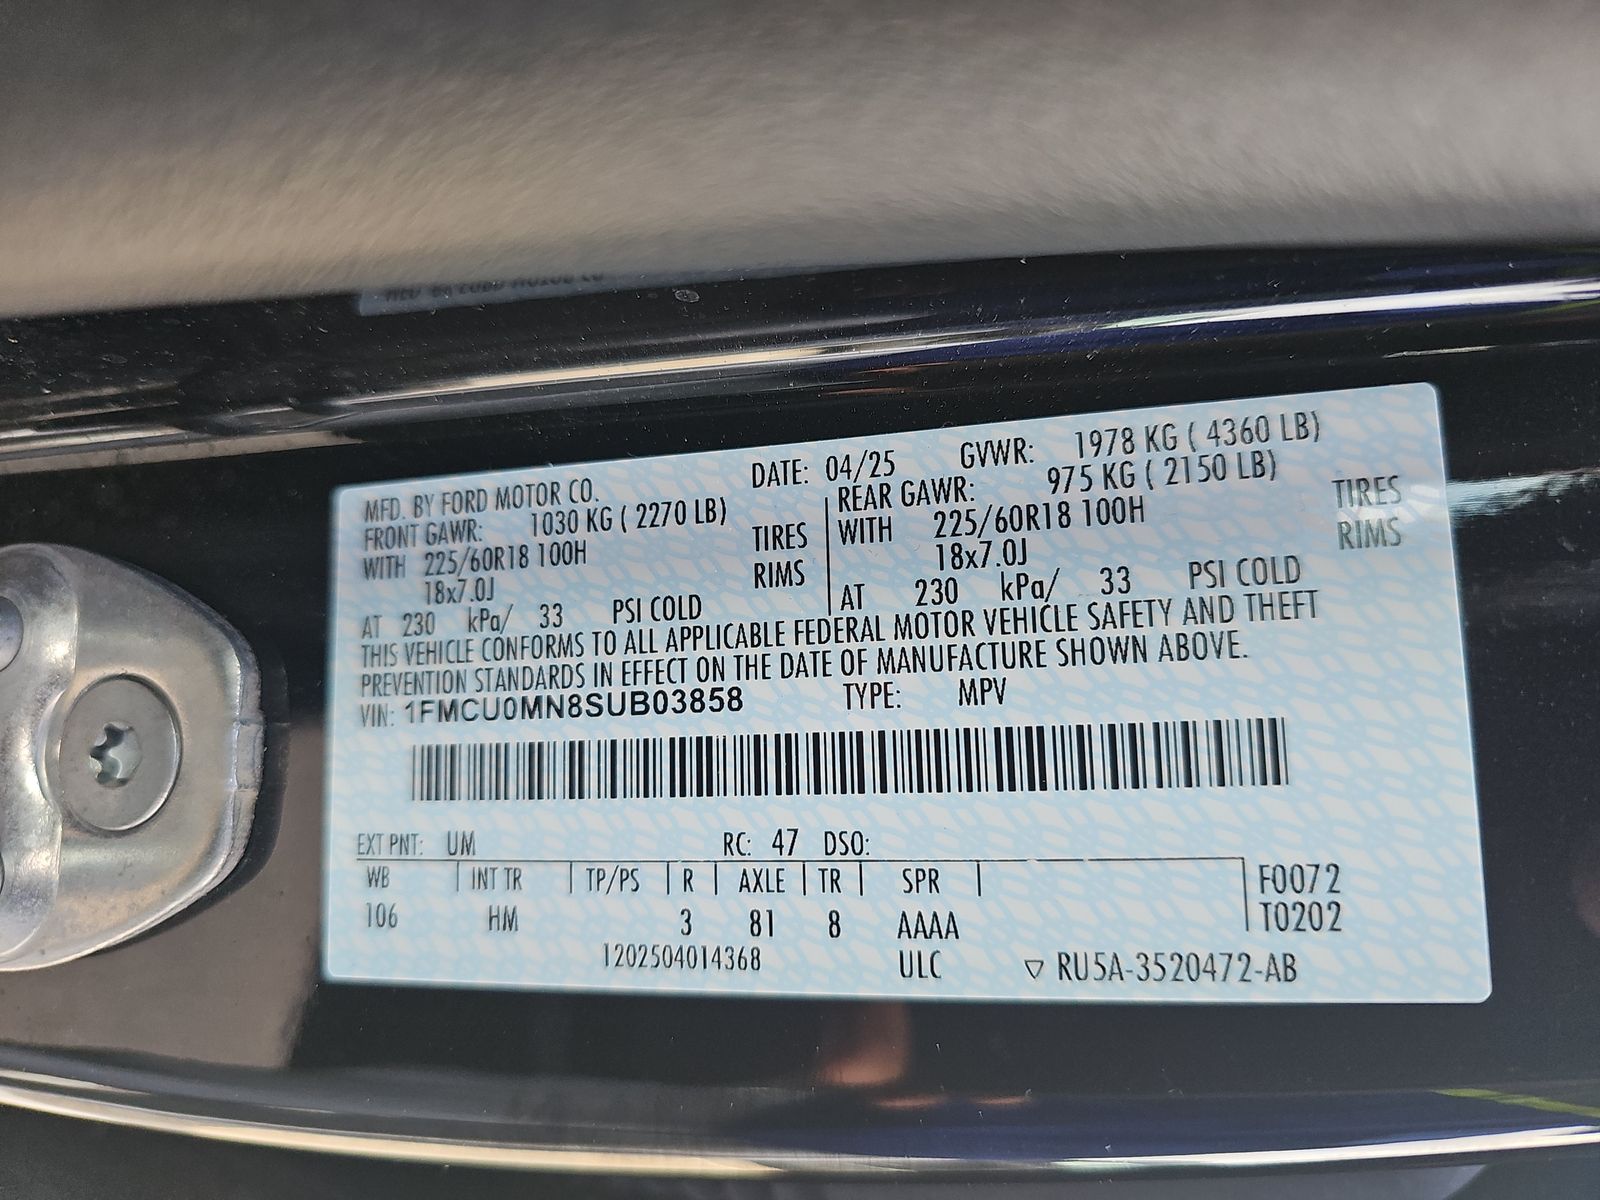 MFD. BY FORD MOTOR CO. DATE: 04/25 GVWR: 1978 KG ( 4360 LB)
FRONT GAWR: 1030 KG ( 2270 LB) REAR GAWR: 975 KG ( 2150 LB)
WITH 225/60R18 100H TIRES WITH 225/60R18 100H TIRES
18x7.0J RIMS 18x7.0J RIMS
AT 230 kPa/ 33 PSI COLD AT 230 kPa/ 33 PSI COLD
THIS VEHICLE CONFORMS TO ALL APPLICABLE FEDERAL MOTOR VEHICLE SAFETY AND THEFT
PREVENTION STANDARDS IN EFFECT ON THE DATE OF MANUFACTURE SHOWN ABOVE.
VIN: 1FMCU0MN8SUB03858 TYPE: MPV
EXT PNT: UM RC: 47 DSO:
WB INT TR TP/PS R AXLE TR SPR F0072
106 HM 3 81 8 AAAA T0202
1202504014368 ULC ▽ RU5A-3520472-AB